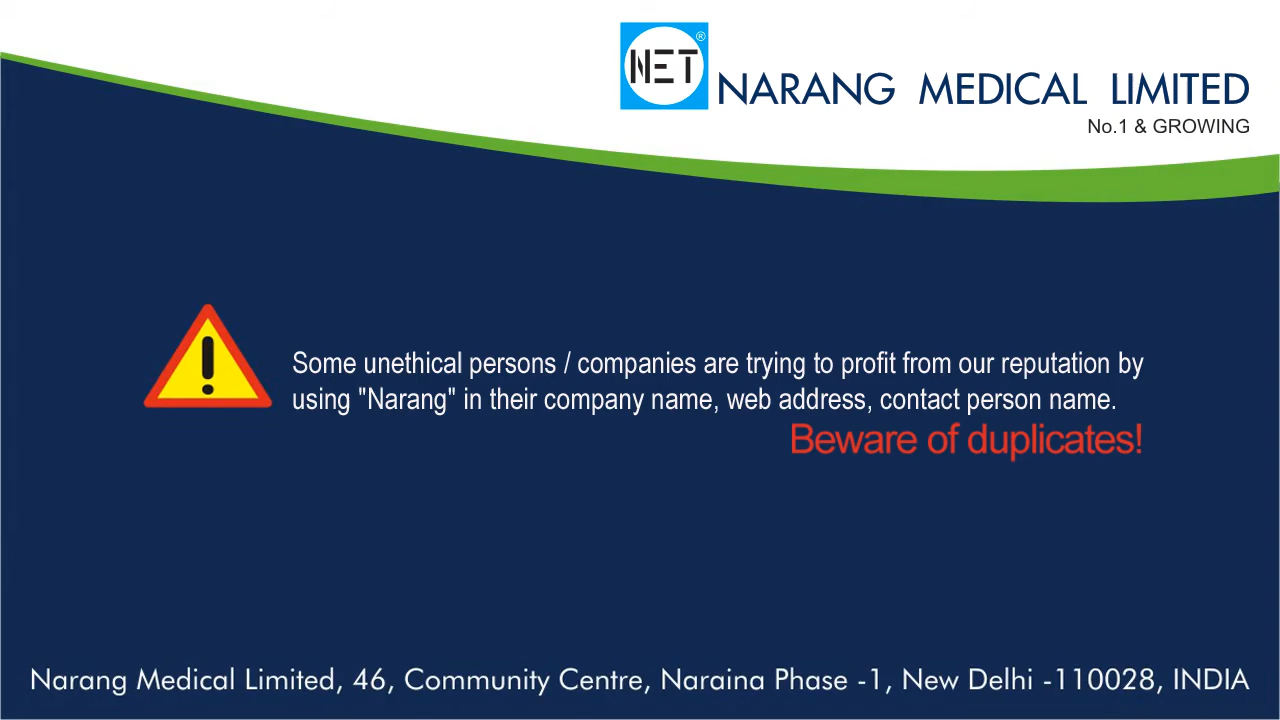 NET®
NARANG MEDICAL LIMITED
No.1 & GROWING
Some unethical persons / companies are trying to profit from our reputation by
using "Narang" in their company name, web address, contact person name.
Beware of duplicates!
Narang Medical Limited, 46, Community Centre, Naraina Phase -1, New Delhi -110028, INDIA